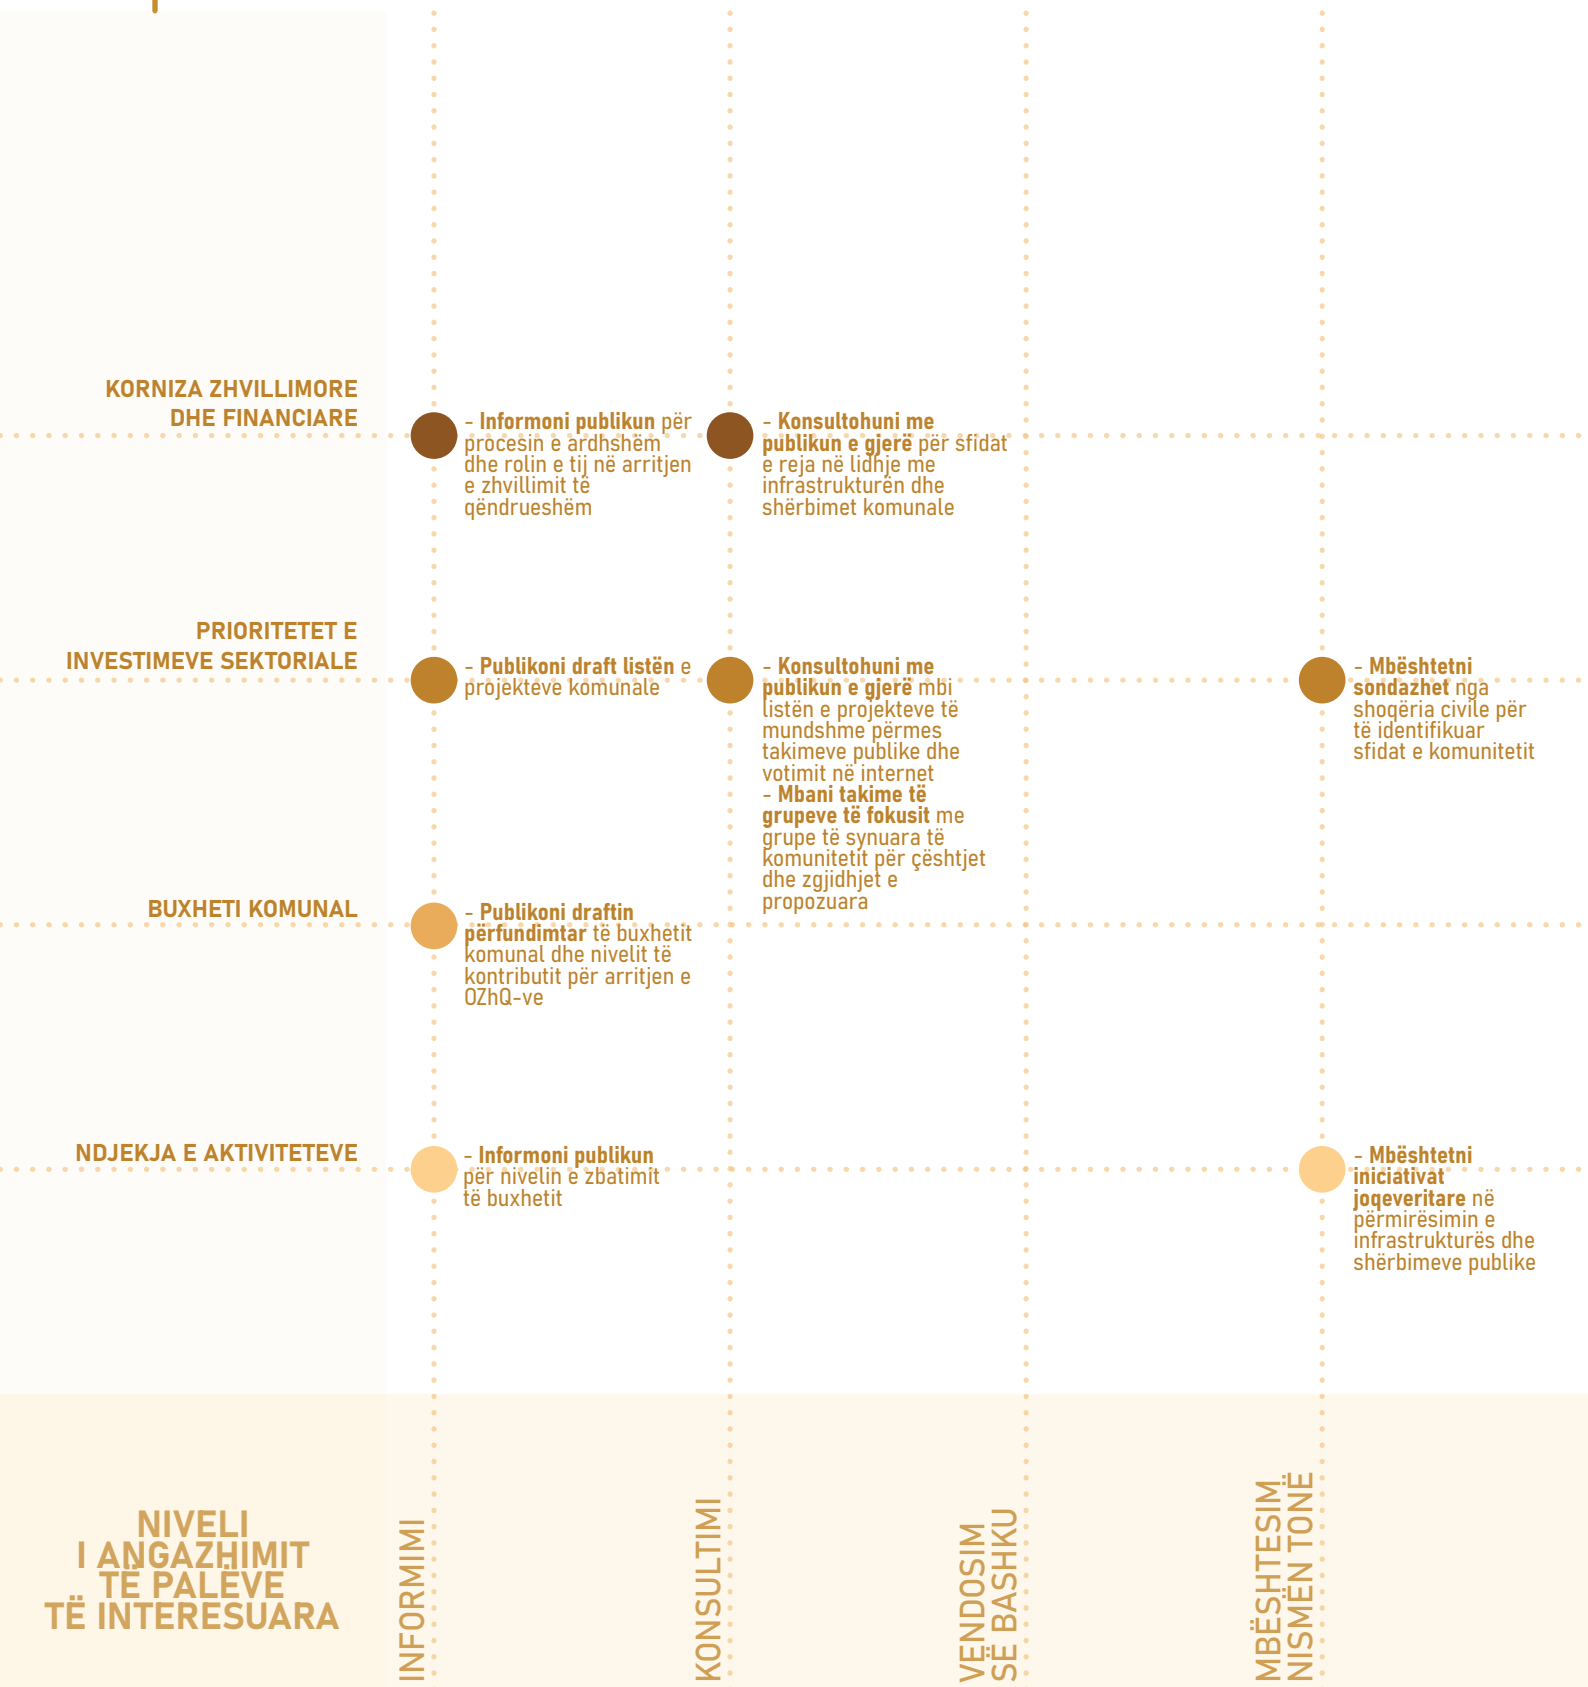 KORNIZA ZHVILLIMORE
DHE FINANCIARE
- Informoni publikun për
procesin e ardhshëm
dhe rolin e tij në arritjen
e zhvillimit të
qëndrueshëm
- Konsultohuni me
publikun e gjerë për sfidat
e reja në lidhje me
infrastrukturën dhe
shërbimet komunale
PRIORITETET E
INVESTIMEVE SEKTORIALE
- Publikoni draft listën e
projekteve komunale
- Konsultohuni me
publikun e gjerë mbi
listën e projekteve të
mundshme përmes
takimeve publike dhe
votimit në internet
- Mbani takime të
grupeve të fokusit me
grupe të synuara të
komunitetit për çështjet
dhe zgjidhjet e
propozuara
- Mbështetni
sondazhet nga
shoqëria civile për
të identifikuar
sfidat e komunitetit
BUXHETI KOMUNAL
- Publikoni draftin
përfundimtar të buxhetit
komunal dhe nivelit të
kontributit për arritjen e
OZhQ-ve
NDJEKJA E AKTIVITETEVE
- Informoni publikun
për nivelin e zbatimit
të buxhetit
- Mbështetni
iniciativat
joqeveritare në
përmirësimin e
infrastrukturës dhe
shërbimeve publike
NIVELI
I ANGAZHIMIT
TË PALËVE
TË INTERESUARA
INFORMIMI
KONSULTIMI
VENDOSIM
SË BASHKU
MBËSHTESIM
NISMËN TONË